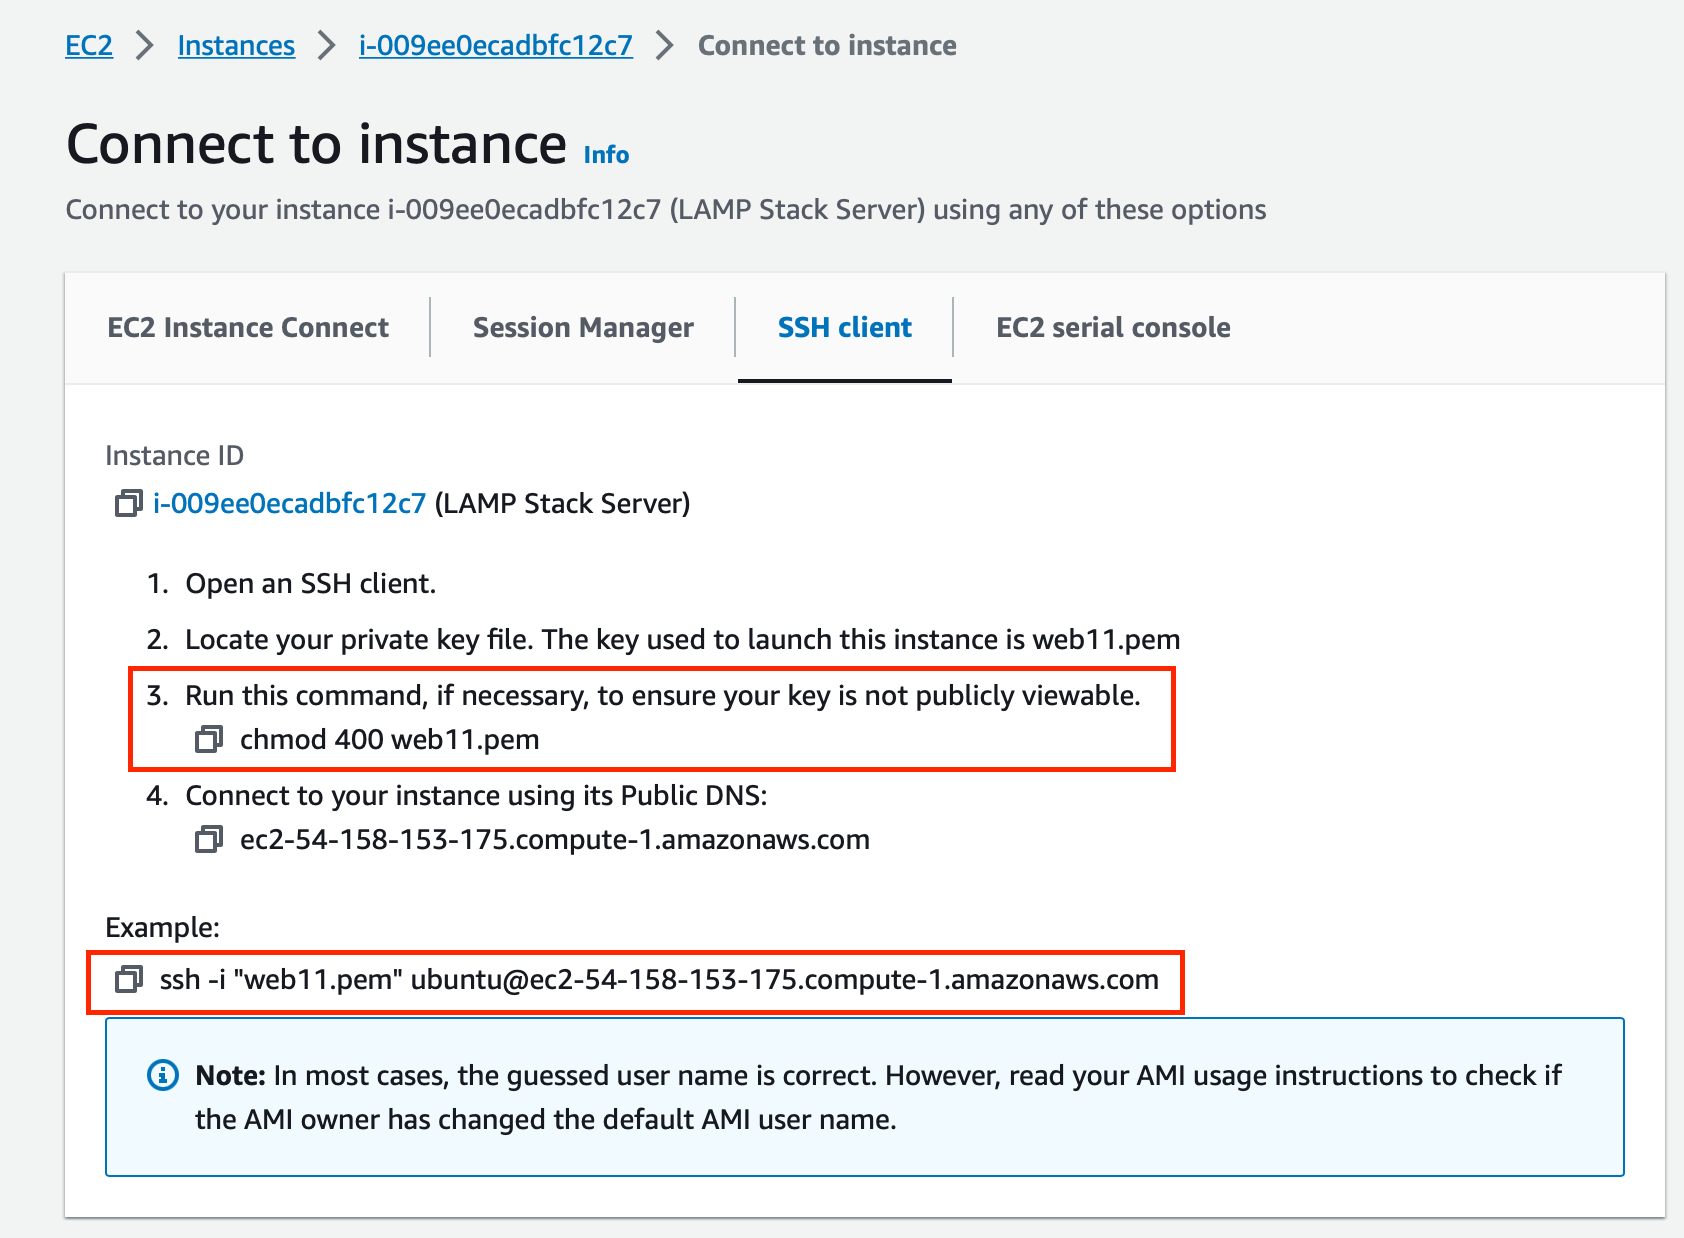 EC2 > Instances > i-009ee0ecadbfc12c7 > Connect to instance
Connect to instance Info
Connect to your instance i-009ee0ecadbfc12c7 (LAMP Stack Server) using any of these options
EC2 Instance Connect
Session Manager
SSH client
EC2 serial console
Instance ID
i-009ee0ecadbfc12c7 (LAMP Stack Server)
1. Open an SSH client.
2. Locate your private key file. The key used to launch this instance is web11.pem
3. Run this command, if necessary, to ensure your key is not publicly viewable.
chmod 400 web11.pem
4. Connect to your instance using its Public DNS:
ec2-54-158-153-175.compute-1.amazonaws.com
Example:
ssh -i "web11.pem" ubuntu@ec2-54-158-153-175.compute-1.amazonaws.com
Note: In most cases, the guessed user name is correct. However, read your AMI usage instructions to check if
the AMI owner has changed the default AMI user name.